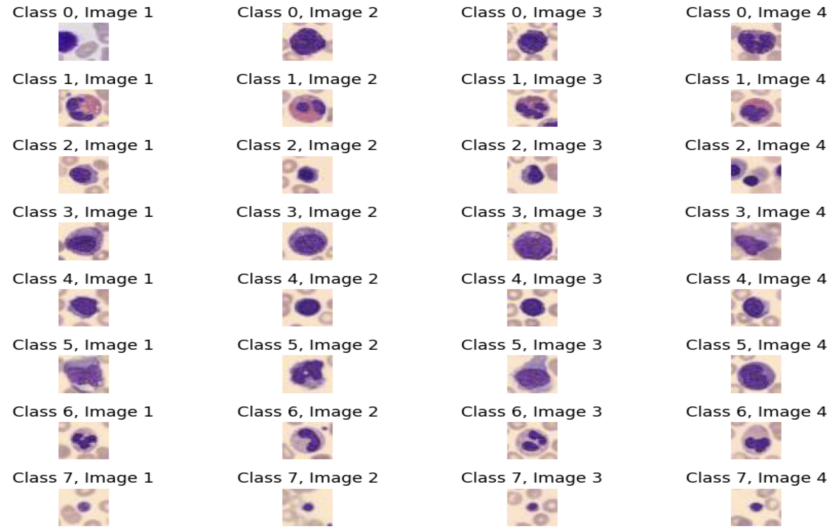 Class 0, Image 1 Class 0, Image 2 Class 0, Image 3 Class 0, Image 4
Class 1, Image 1 Class 1, Image 2 Class 1, Image 3 Class 1, Image 4
Class 2, Image 1 Class 2, Image 2 Class 2, Image 3 Class 2, Image 4
Class 3, Image 1 Class 3, Image 2 Class 3, Image 3 Class 3, Image 4
Class 4, Image 1 Class 4, Image 2 Class 4, Image 3 Class 4, Image 4
Class 5, Image 1 Class 5, Image 2 Class 5, Image 3 Class 5, Image 4
Class 6, Image 1 Class 6, Image 2 Class 6, Image 3 Class 6, Image 4
Class 7, Image 1 Class 7, Image 2 Class 7, Image 3 Class 7, Image 4